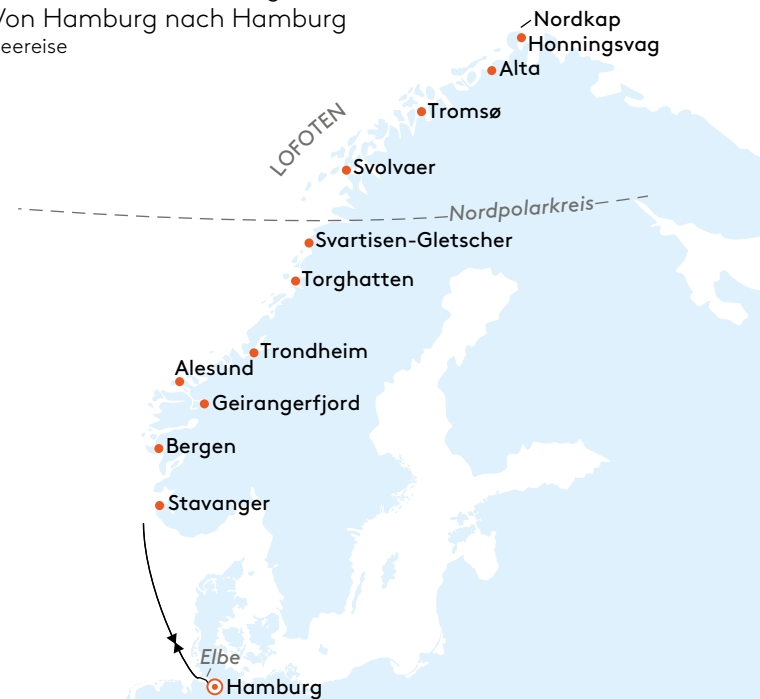 Von Hamburg nach Hamburg
eereise
Nordkap
Honningsvag
Alta
Tromsø
LOFOTEN
Svolvaer
Nordpolarkreis
Svartisen-Gletscher
Torghatten
Trondheim
Alesund
Geirangerfjord
Bergen
Stavanger
Elbe
Hamburg